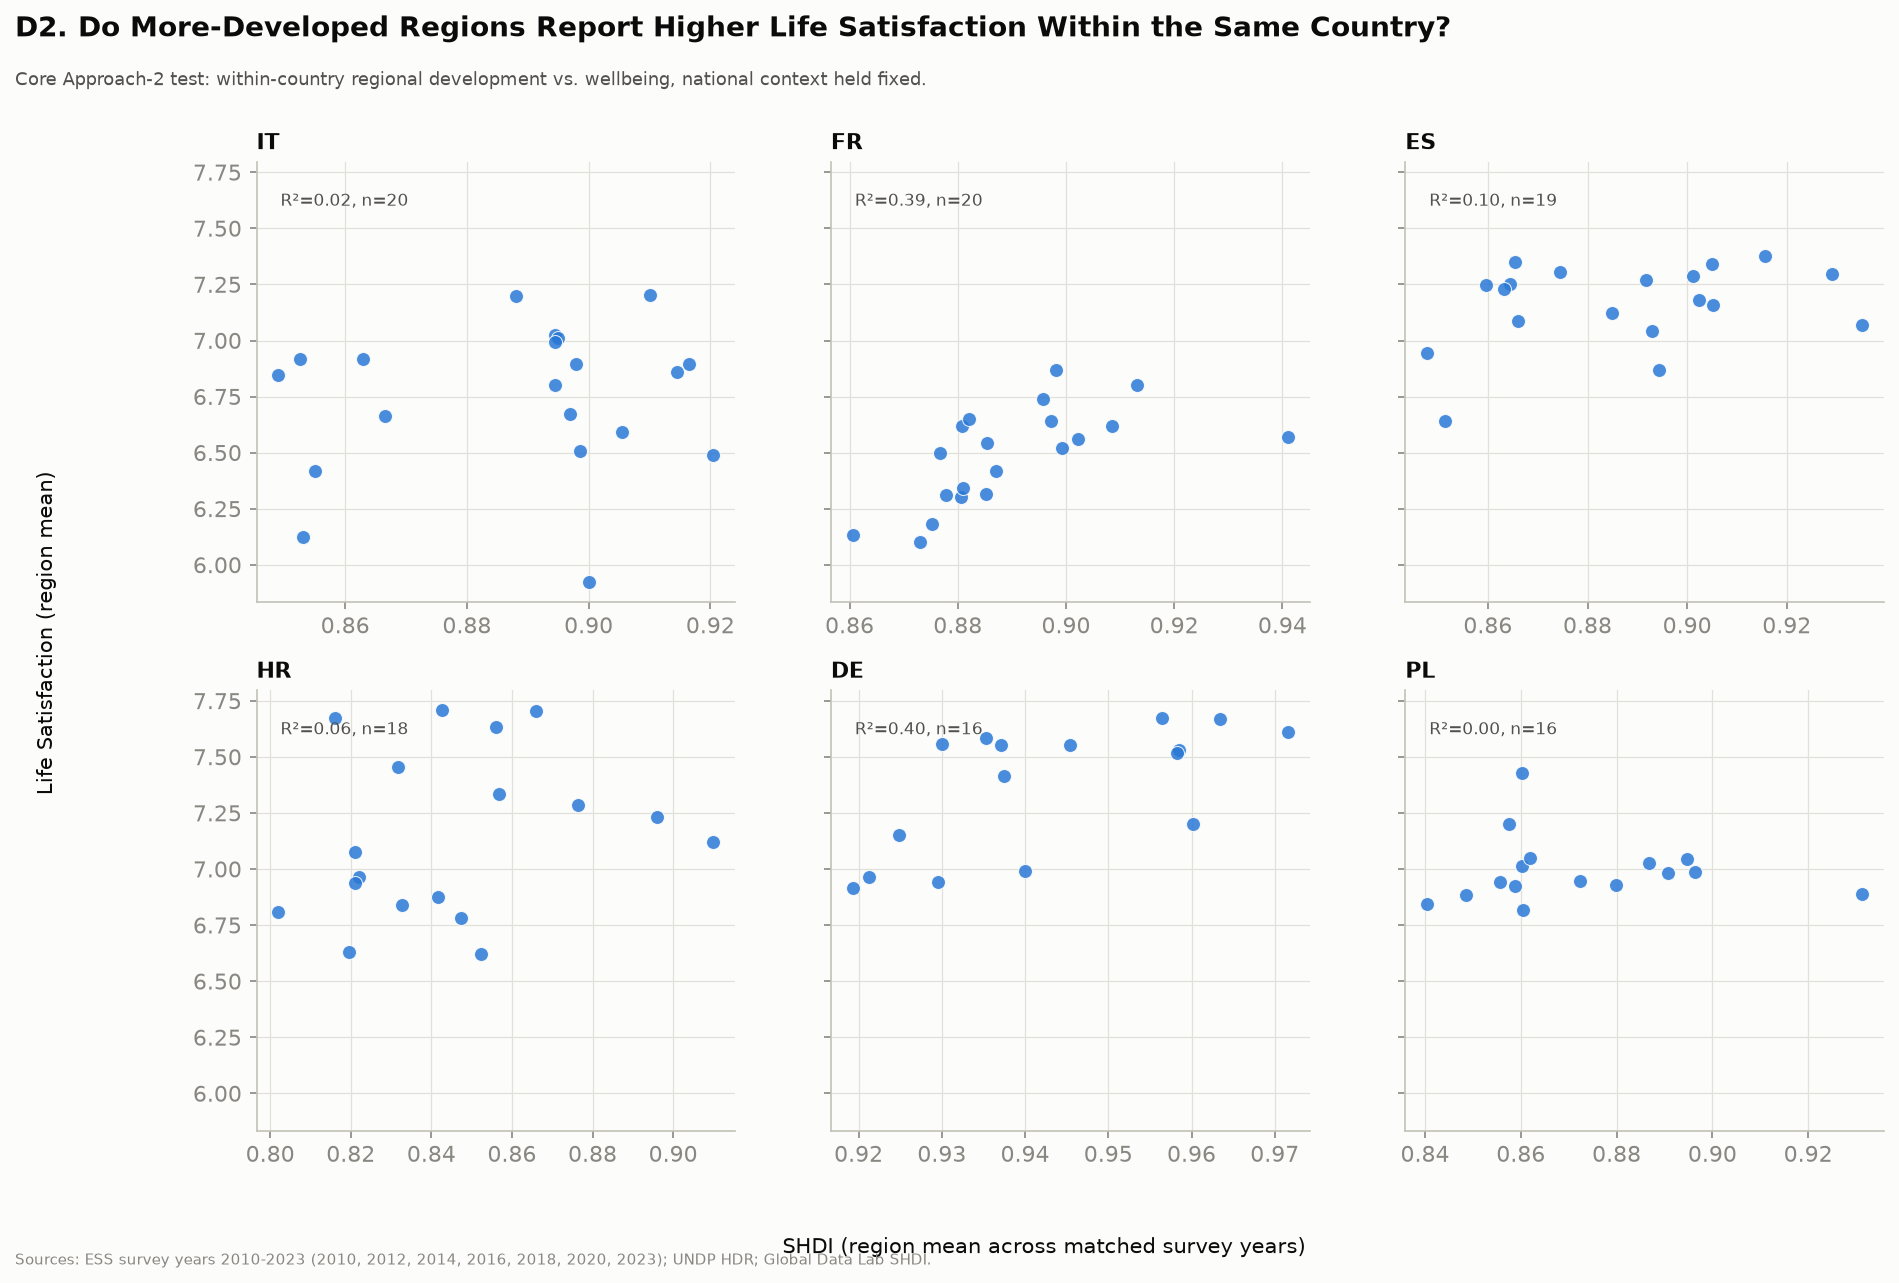 D2. Do More-Developed Regions Report Higher Life Satisfaction Within the Same Country?
Core Approach-2 test: within-country regional development vs. wellbeing, national context held fixed.
IT
R²=0.02, n=20
7.75
7.50
7.25
7.00
6.75
6.50
6.25
6.00
0.86 0.88 0.90 0.92
FR
R²=0.39, n=20
0.86 0.88 0.90 0.92 0.94
ES
R²=0.10, n=19
0.86 0.88 0.90 0.92
Life Satisfaction (region mean)
HR
R²=0.06, n=18
7.75
7.50
7.25
7.00
6.75
6.50
6.25
6.00
0.80 0.82 0.84 0.86 0.88 0.90
DE
R²=0.40, n=16
0.92 0.93 0.94 0.95 0.96 0.97
PL
R²=0.00, n=16
0.84 0.86 0.88 0.90 0.92
SHDI (region mean across matched survey years)
Sources: ESS survey years 2010-2023 (2010, 2012, 2014, 2016, 2018, 2020, 2023); UNDP HDR; Global Data Lab SHDI.